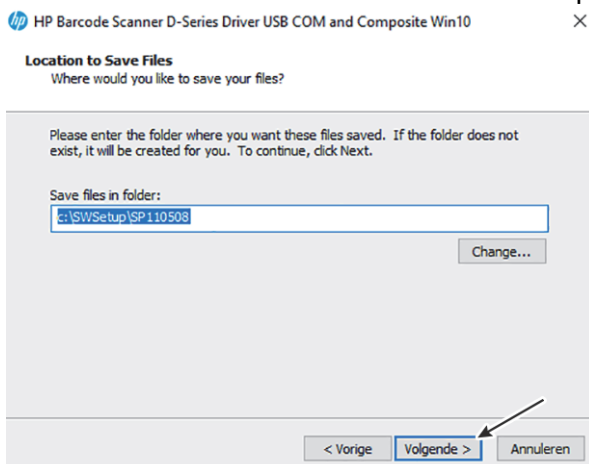 hp HP Barcode Scanner D-Series Driver USB COM and Composite Win10
Location to Save Files
Where would you like to save your files?
Please enter the folder where you want these files saved. If the folder does not
exist, it will be created for you. To continue, click Next.
Save files in folder:
c:\SWSetup\SP110508
Change...
< Vorige Volgende > Annuleren